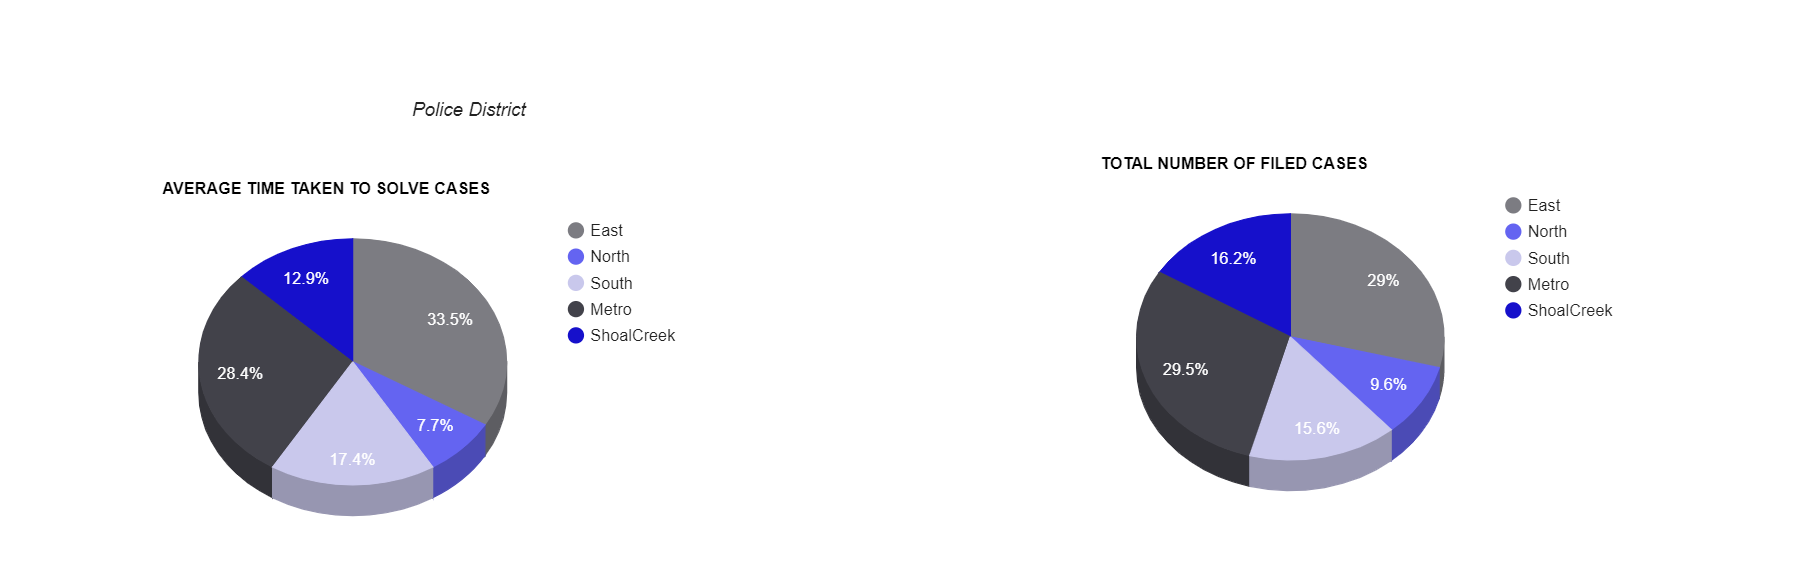 Police District
AVERAGE TIME TAKEN TO SOLVE CASES
East
North
South
Metro
ShoalCreek
12.9%
33.5%
28.4%
7.7%
17.4%
TOTAL NUMBER OF FILED CASES
East
North
South
Metro
ShoalCreek
16.2%
29%
29.5%
9.6%
15.6%